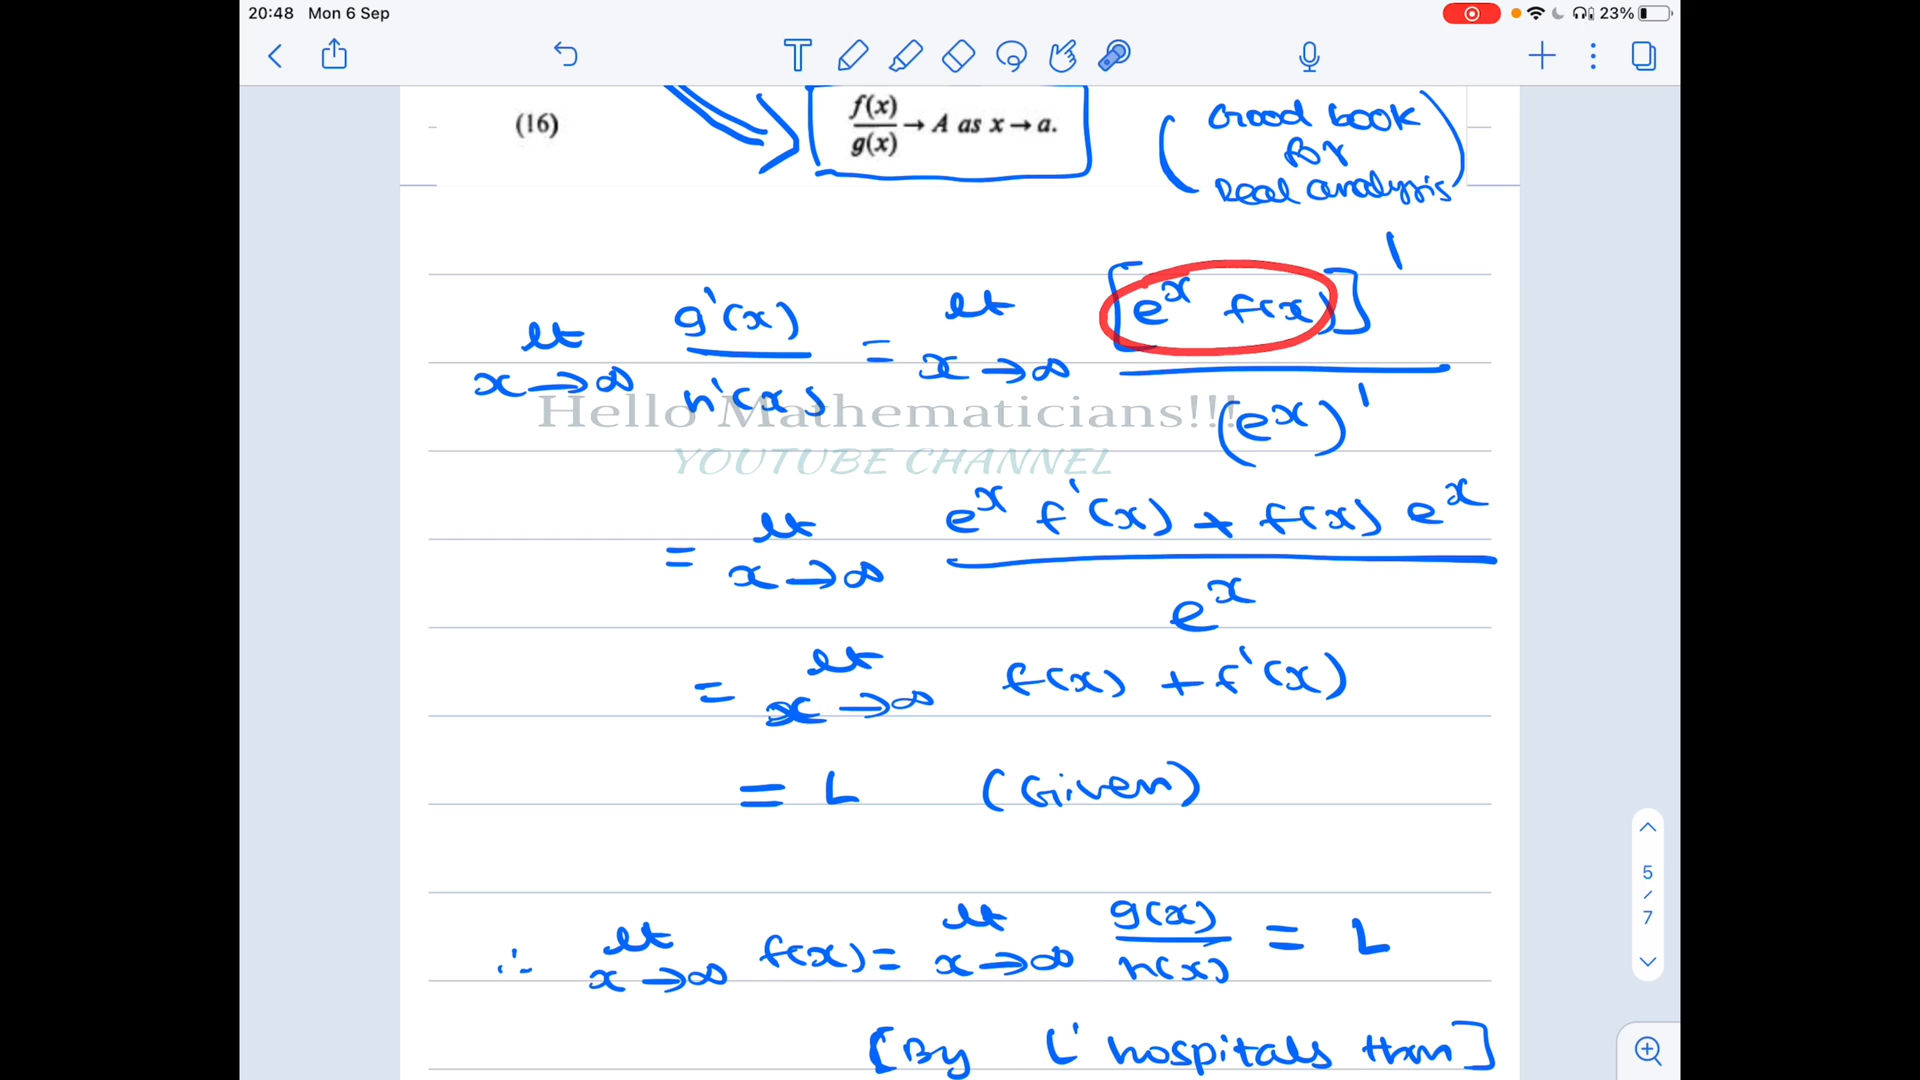 20:48 Mon 6 Sep
23%
(16)
f(x)/g(x) → A as x → a.
(Good book
for
Real analysis)
lt x→∞ g'(x)/h'(x) = lt x→∞ [e^x f(x)]' / (e^x)'
Hello Mathematicians!!!
YOUTUBE CHANNEL
= lt x→∞ (e^x f'(x) + f(x) e^x) / e^x
= lt x→∞ f(x) + f'(x)
= L (Given)
∴ lt x→∞ f(x) = lt x→∞ g(x)/h(x) = L
[By L' hospitals thm]
5
/
7